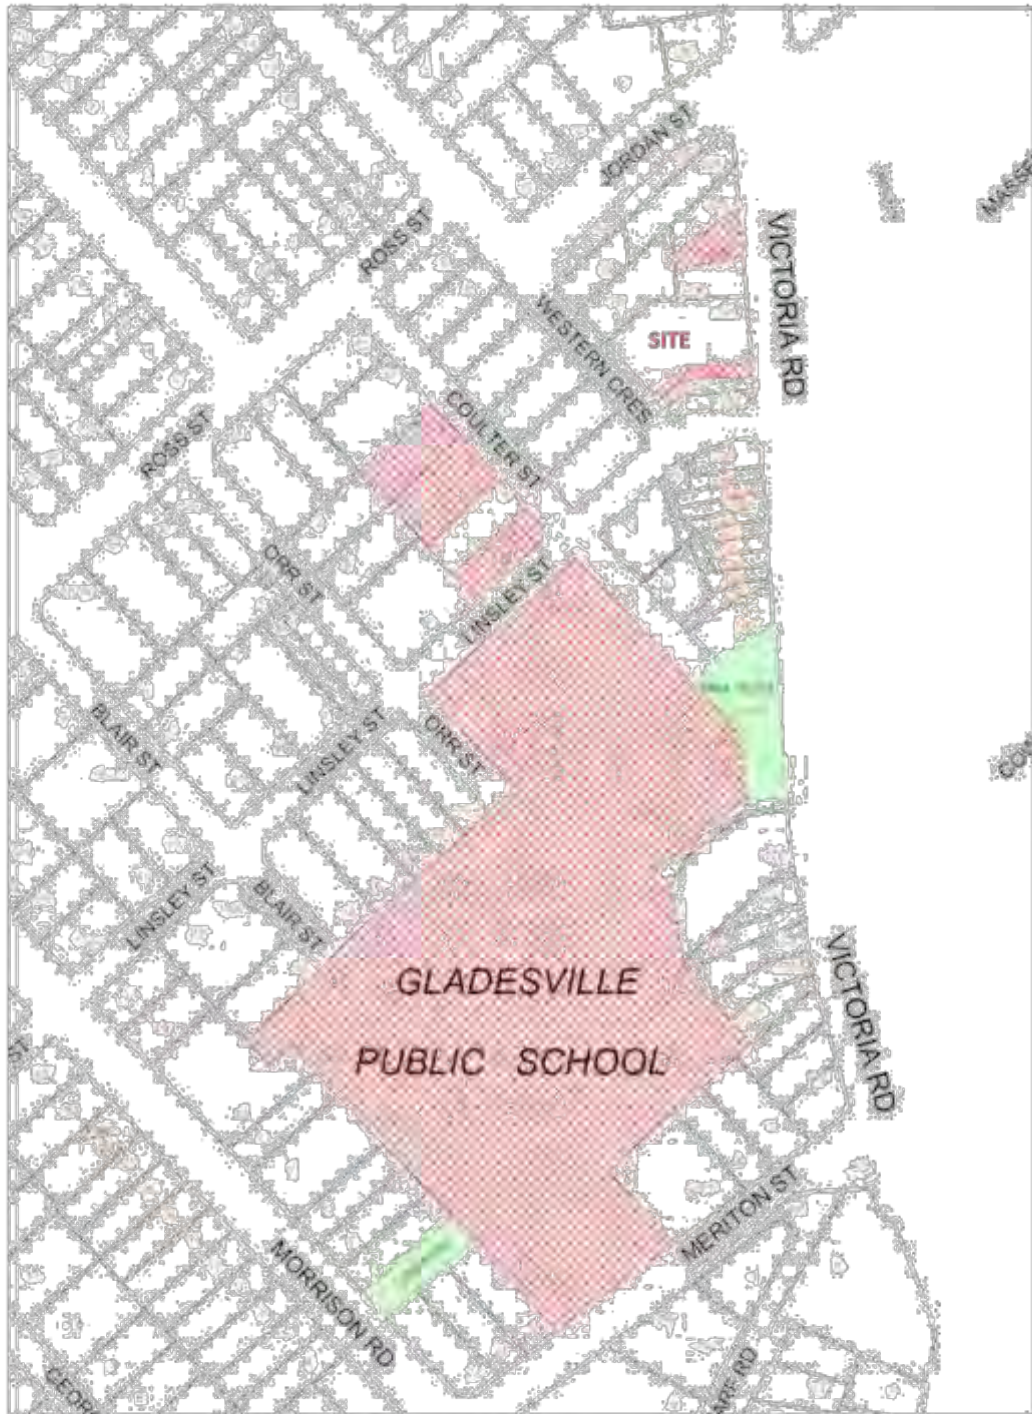 JORDAN ST
ROSS ST
VICTORIA RD
WESTERN CRES
SITE
COULTER ST
ROSS ST
ORR ST
LINSLEY ST
BLAIR ST
LINSLEY ST
ORR ST
LINSLEY ST
BLAIR ST
GLADESVILLE
PUBLIC SCHOOL
VICTORIA RD
ST
MERITON ST
MORRISON RD